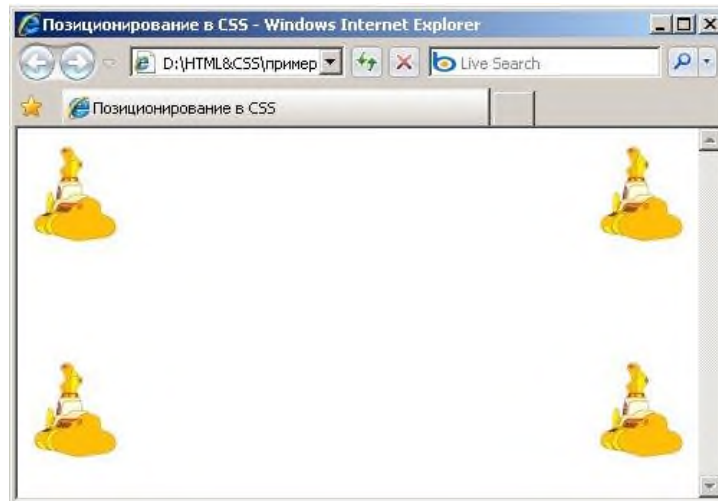 Позиционирование в CSS - Windows Internet Explorer
D:\HTML&CSS\пример
Live Search
Позиционирование в CSS